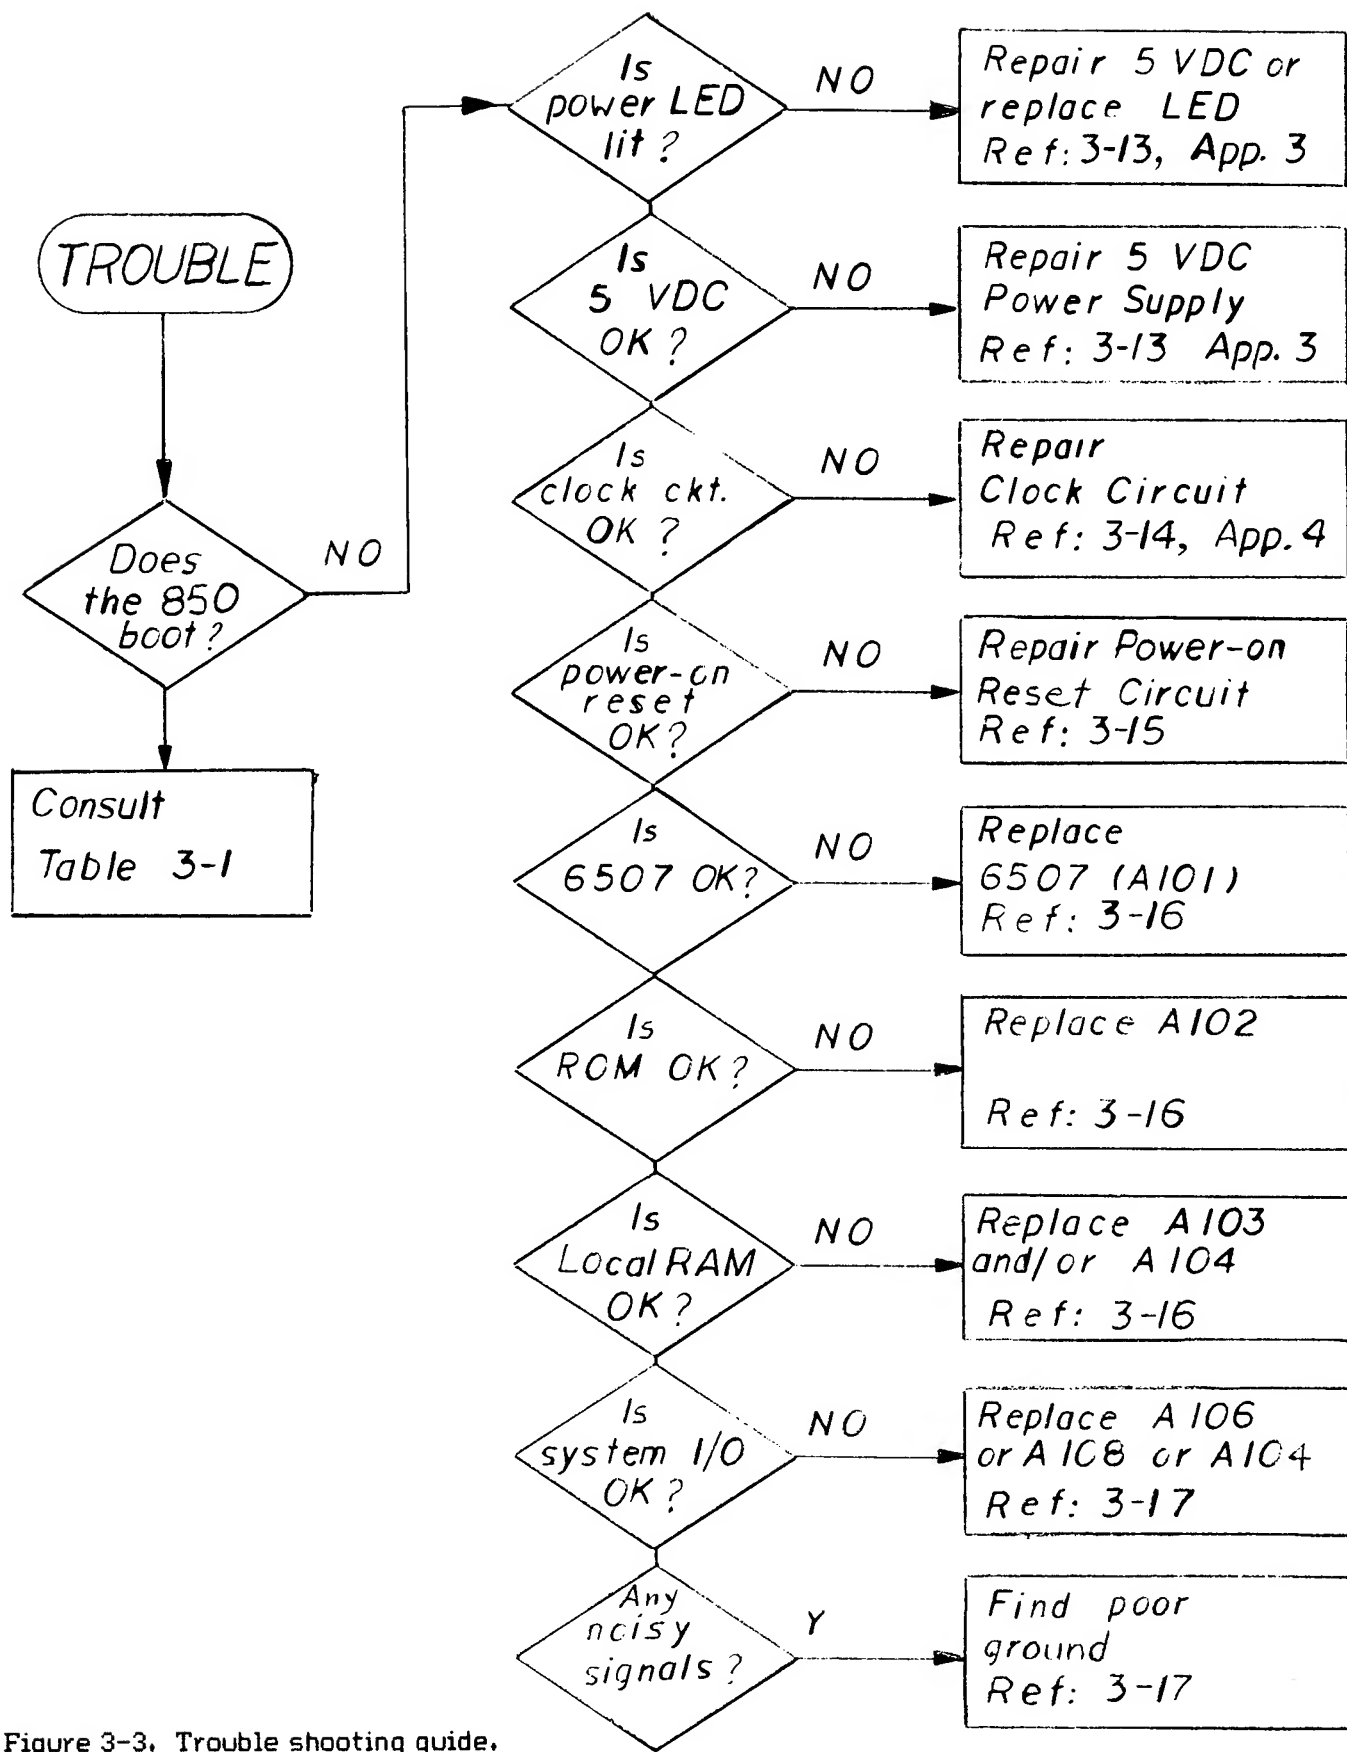 TROUBLE
Does
the 850
boot?
NO
Consult
Table 3-1
Is
power LED
lit?
NO
Repair 5 VDC or
replace LED
Ref: 3-13, App. 3
Is
5 VDC
OK?
NO
Repair 5 VDC
Power Supply
Ref: 3-13 App. 3
Is
clock ckt.
OK?
NO
Repair
Clock Circuit
Ref: 3-14, App. 4
Is
power-on
reset
OK?
NO
Repair Power-on
Reset Circuit
Ref: 3-15
Is
6507 OK?
NO
Replace
6507 (A101)
Ref: 3-16
Is
ROM OK?
NO
Replace A102
Ref: 3-16
Is
Local RAM
OK?
NO
Replace A103
and/or A104
Ref: 3-16
Is
system I/O
OK?
NO
Replace A106
or A108 or A104
Ref: 3-17
Any
noisy
signals?
Y
Find poor
ground
Ref: 3-17
Figure 3-3. Trouble shooting guide.